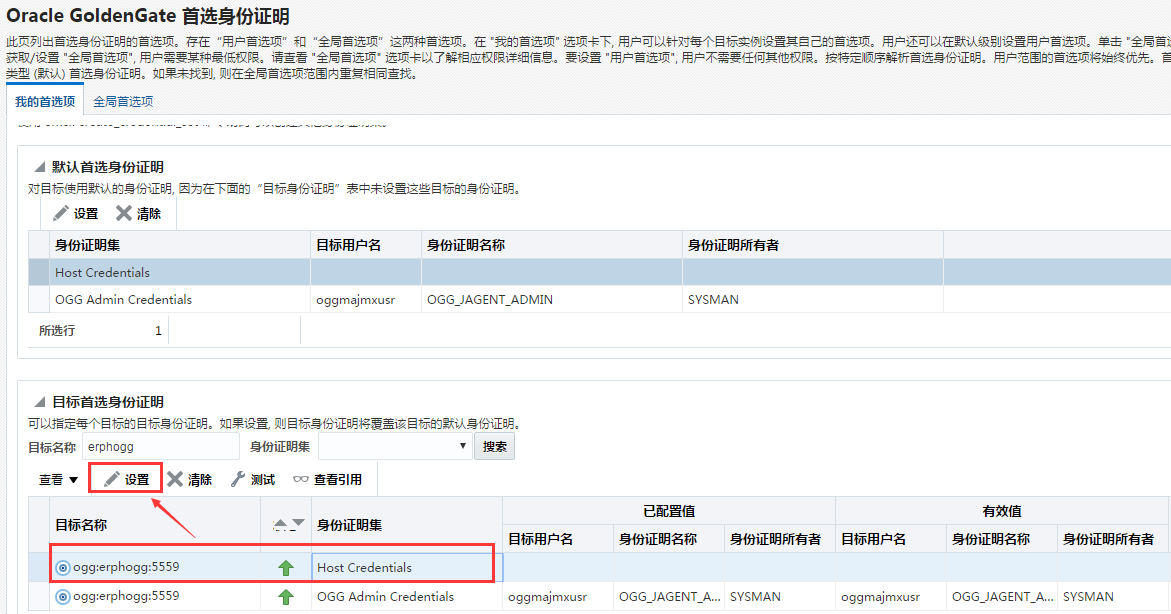 Oracle GoldenGate 首选身份证明
此页列出首选身份证明的首选项。存在“用户首选项”和“全局首选项”这两种首选项。在 "我的首选项" 选项卡下, 用户可以针对每个目标实例设置其自己的首选项。用户还可以在默认级别设置用户首选项。单击 "全局首选
获取/设置 "全局首选项", 用户需要某种最低权限。请查看 "全局首选项" 选项卡以了解相应权限详细信息。要设置 "用户首选项", 用户不需要任何其他权限。按特定顺序解析首选身份证明。用户范围的首选项将始终优先。首
类型 (默认) 首选身份证明。如果未找到, 则在全局首选项范围内重复相同查找。
我的首选项 全局首选项
默认首选身份证明
对目标使用默认的身份证明, 因为在下面的“目标身份证明”表中未设置这些目标的身份证明。
设置 清除
身份证明集 目标用户名 身份证明名称 身份证明所有者
Host Credentials
OGG Admin Credentials oggmajmxusr OGG_JAGENT_ADMIN SYSMAN
所选行 1
目标首选身份证明
可以指定每个目标的目标身份证明。如果设置, 则目标身份证明将覆盖该目标的默认身份证明。
目标名称 erphogg 身份证明集 搜索
查看 设置 清除 测试 查看引用
已配置值 有效值
目标名称 身份证明集 目标用户名 身份证明名称 身份证明所有者 目标用户名 身份证明名称 身份证明所有者
ogg:erphogg:5559 Host Credentials
ogg:erphogg:5559 OGG Admin Credentials oggmajmxusr OGG_JAGENT_A... SYSMAN oggmajmxusr OGG_JAGENT_A... SYSMAN